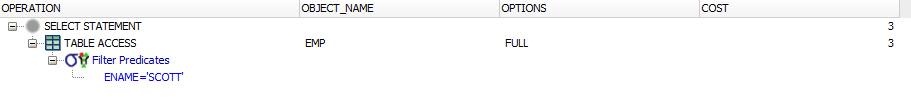 OPERATION OBJECT_NAME OPTIONS COST
SELECT STATEMENT 3
TABLE ACCESS EMP FULL 3
Filter Predicates
ENAME='SCOTT'